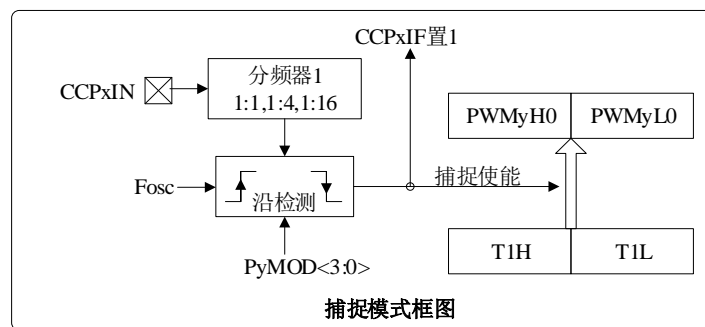 CCPxIF置1
分频器1
1:1,1:4,1:16
CCPxIN
PWMyH0
PWMyL0
Fosc
沿检测
捕捉使能
PyMOD<3:0>
T1H
T1L
捕捉模式框图